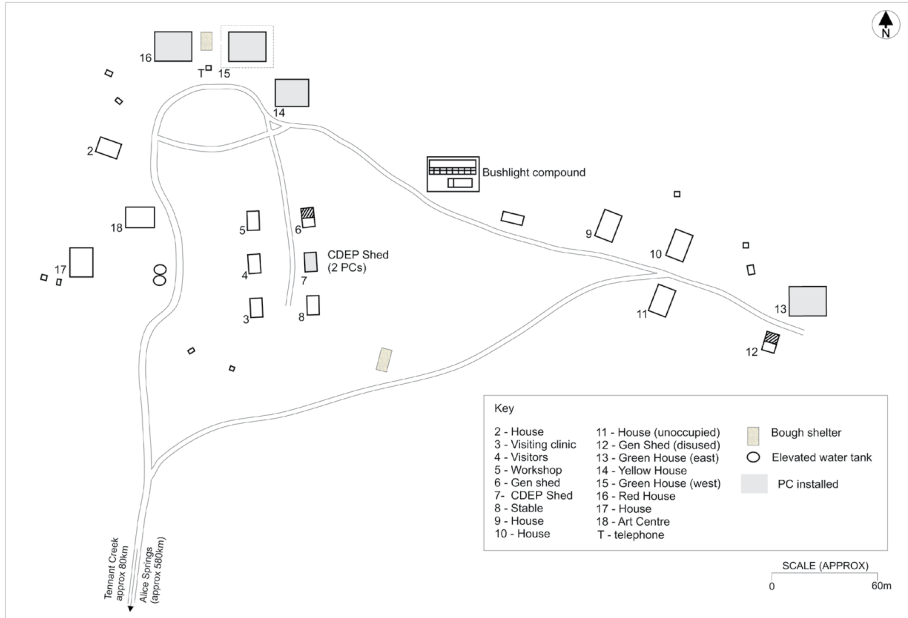 N
16
T
15
14
2
Bushlight compound
18
5
6
9
10
17
4
CDEP Shed
(2 PCs)
7
3
8
11
13
12
Key
2 - House
3 - Visiting clinic
4 - Visitors
5 - Workshop
6 - Gen shed
7- CDEP Shed
8 - Stable
9 - House
10 - House
11 - House (unoccupied)
12 - Gen Shed (disused)
13 - Green House (east)
14 - Yellow House
15 - Green House (west)
16 - Red House
17 - House
18 - Art Centre
T - telephone
Bough shelter
Elevated water tank
PC installed
Tennant Creek
approx 80km
Alice Springs
(approx 580km)
SCALE (APPROX)
0 60m